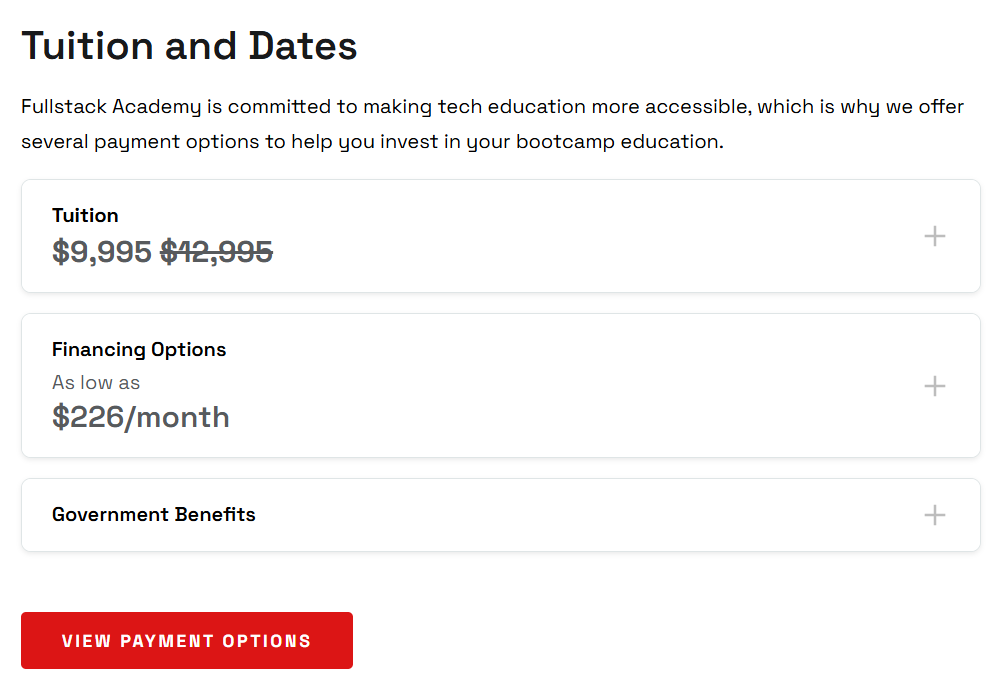 Tuition and Dates
Fullstack Academy is committed to making tech education more accessible, which is why we offer
several payment options to help you invest in your bootcamp education.
Tuition
$9,995 $12,995
Financing Options
As low as
$226/month
Government Benefits
VIEW PAYMENT OPTIONS